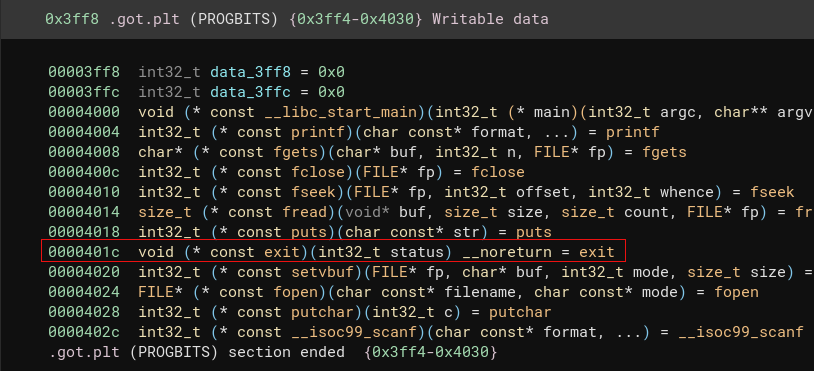 0x3ff8 .got.plt (PROGBITS) {0x3ff4-0x4030} Writable data
00003ff8  int32_t data_3ff8 = 0x0
00003ffc  int32_t data_3ffc = 0x0
00004000  void (* const __libc_start_main)(int32_t (* main)(int32_t argc, char** argv
00004004  int32_t (* const printf)(char const* format, ...) = printf
00004008  char* (* const fgets)(char* buf, int32_t n, FILE* fp) = fgets
0000400c  int32_t (* const fclose)(FILE* fp) = fclose
00004010  int32_t (* const fseek)(FILE* fp, int32_t offset, int32_t whence) = fseek
00004014  size_t (* const fread)(void* buf, size_t size, size_t count, FILE* fp) = fr
00004018  int32_t (* const puts)(char const* str) = puts
0000401c  void (* const exit)(int32_t status) __noreturn = exit
00004020  int32_t (* const setvbuf)(FILE* fp, char* buf, int32_t mode, size_t size) =
00004024  FILE* (* const fopen)(char const* filename, char const* mode) = fopen
00004028  int32_t (* const putchar)(int32_t c) = putchar
0000402c  int32_t (* const __isoc99_scanf)(char const* format, ...) = __isoc99_scanf
.got.plt (PROGBITS) section ended  {0x3ff4-0x4030}